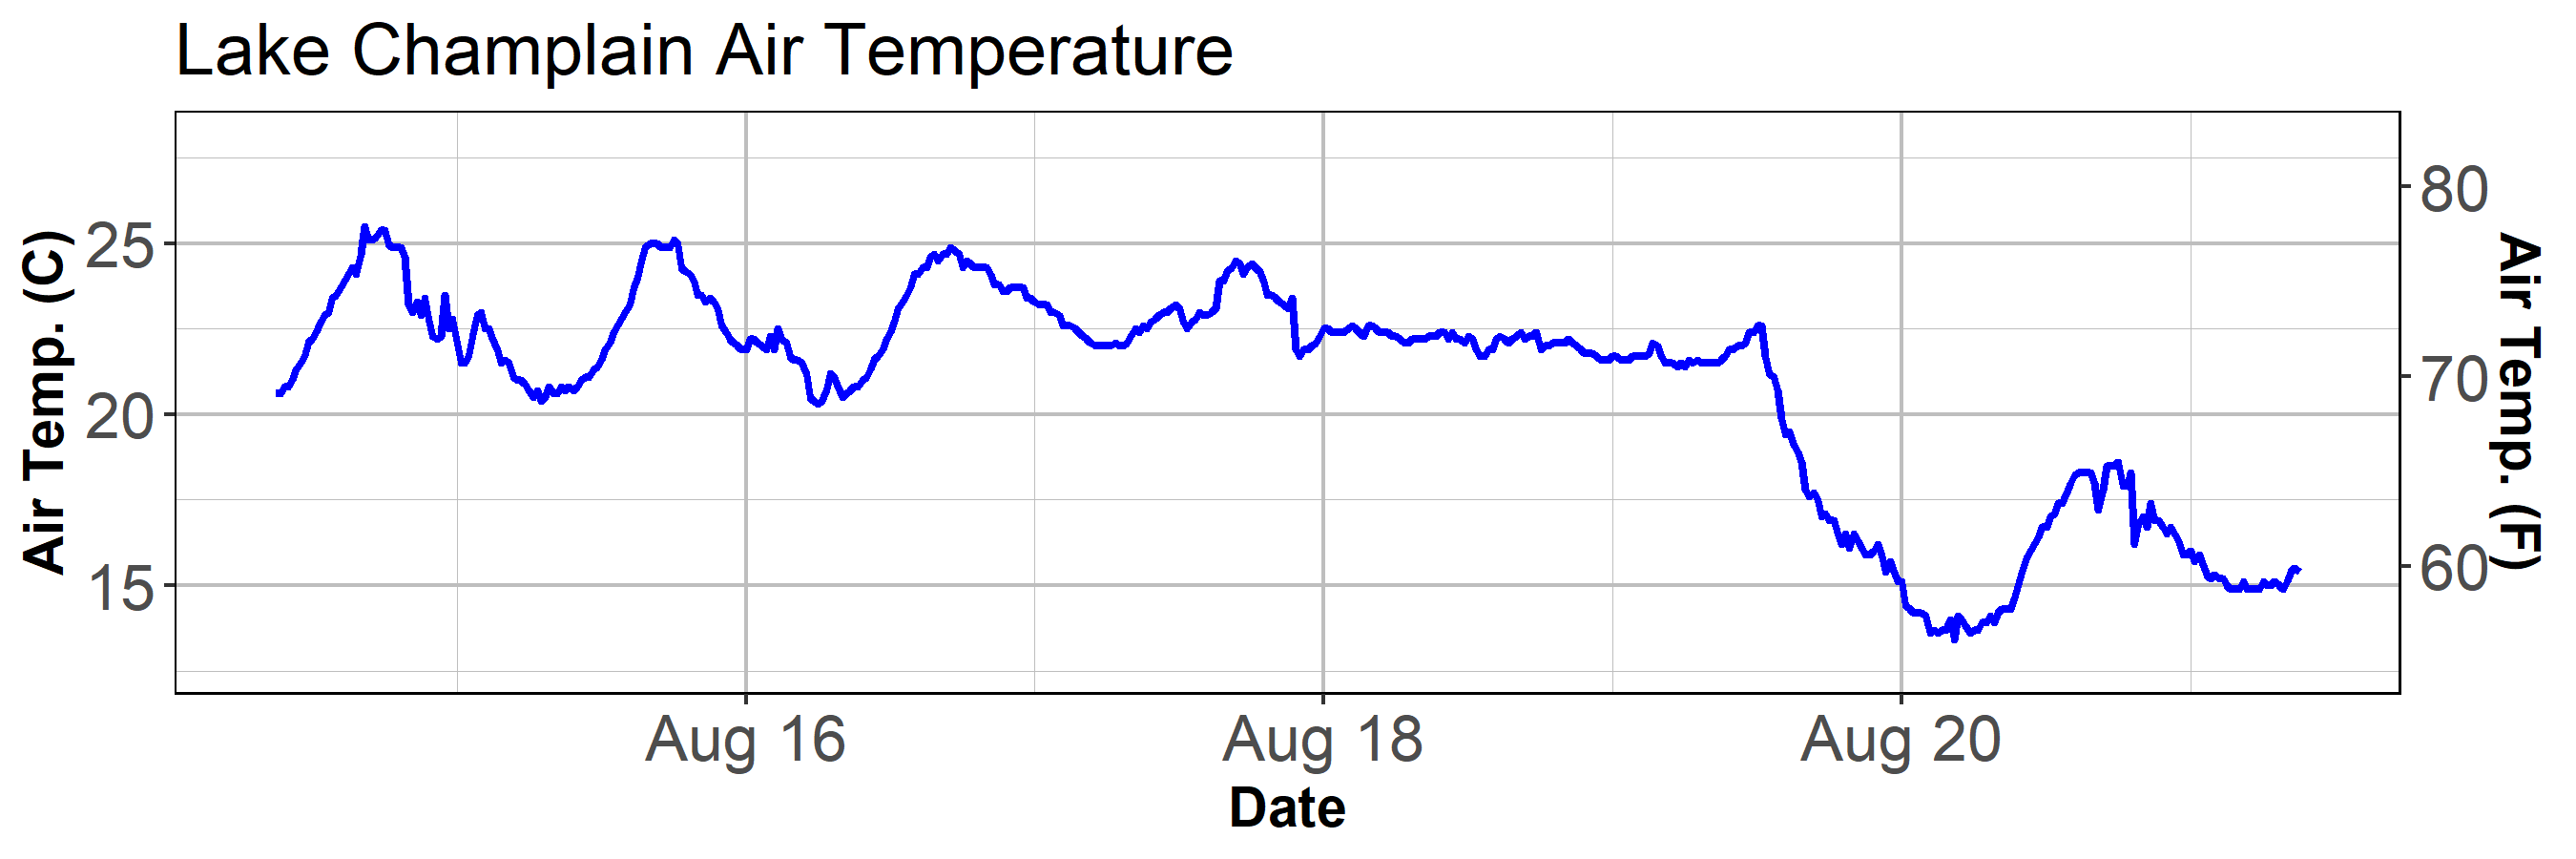 Lake Champlain Air Temperature
Air Temp. (C)
25
20
15
80
70
60
Air Temp. (F)
Aug 16
Aug 18
Aug 20
Date